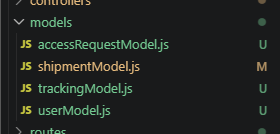 controllers
models
JS accessRequestModel.js U
JS shipmentModel.js M
JS trackingModel.js U
JS userModel.js U
routes